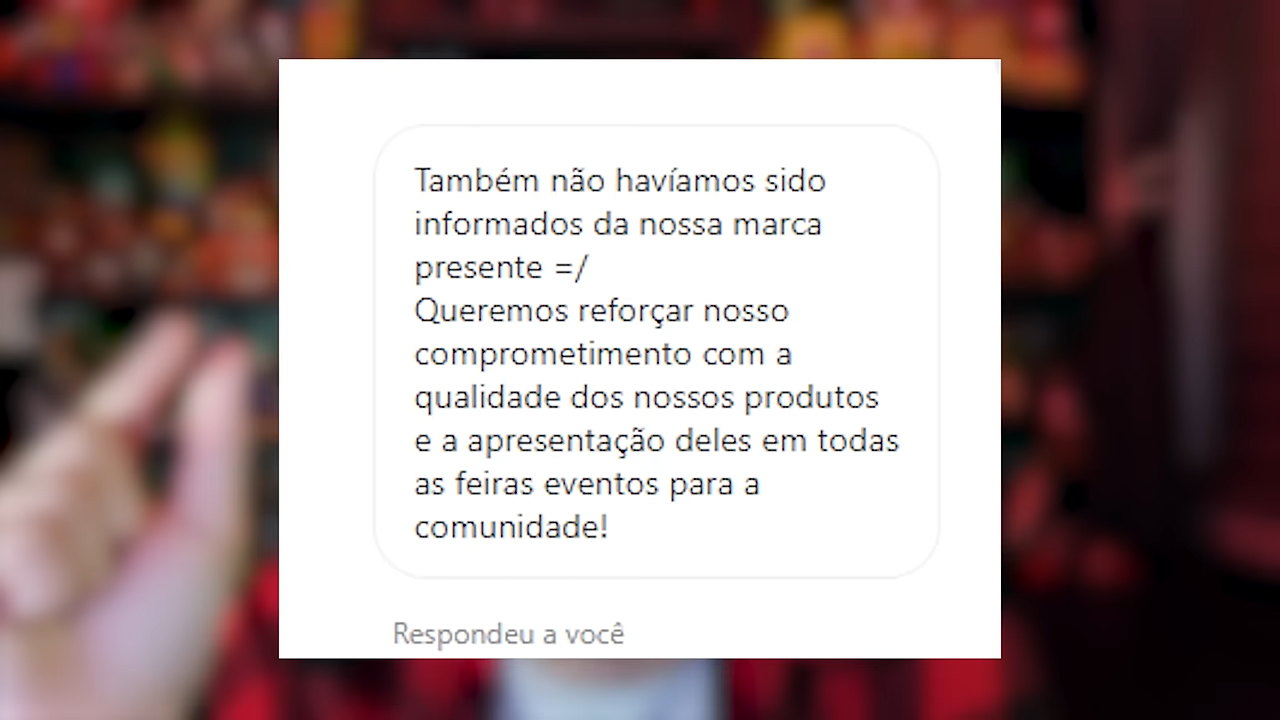 Também não havíamos sido
informados da nossa marca
presente =/
Queremos reforçar nosso
comprometimento com a
qualidade dos nossos produtos
e a apresentação deles em todas
as feiras eventos para a
comunidade!
Respondeu a você